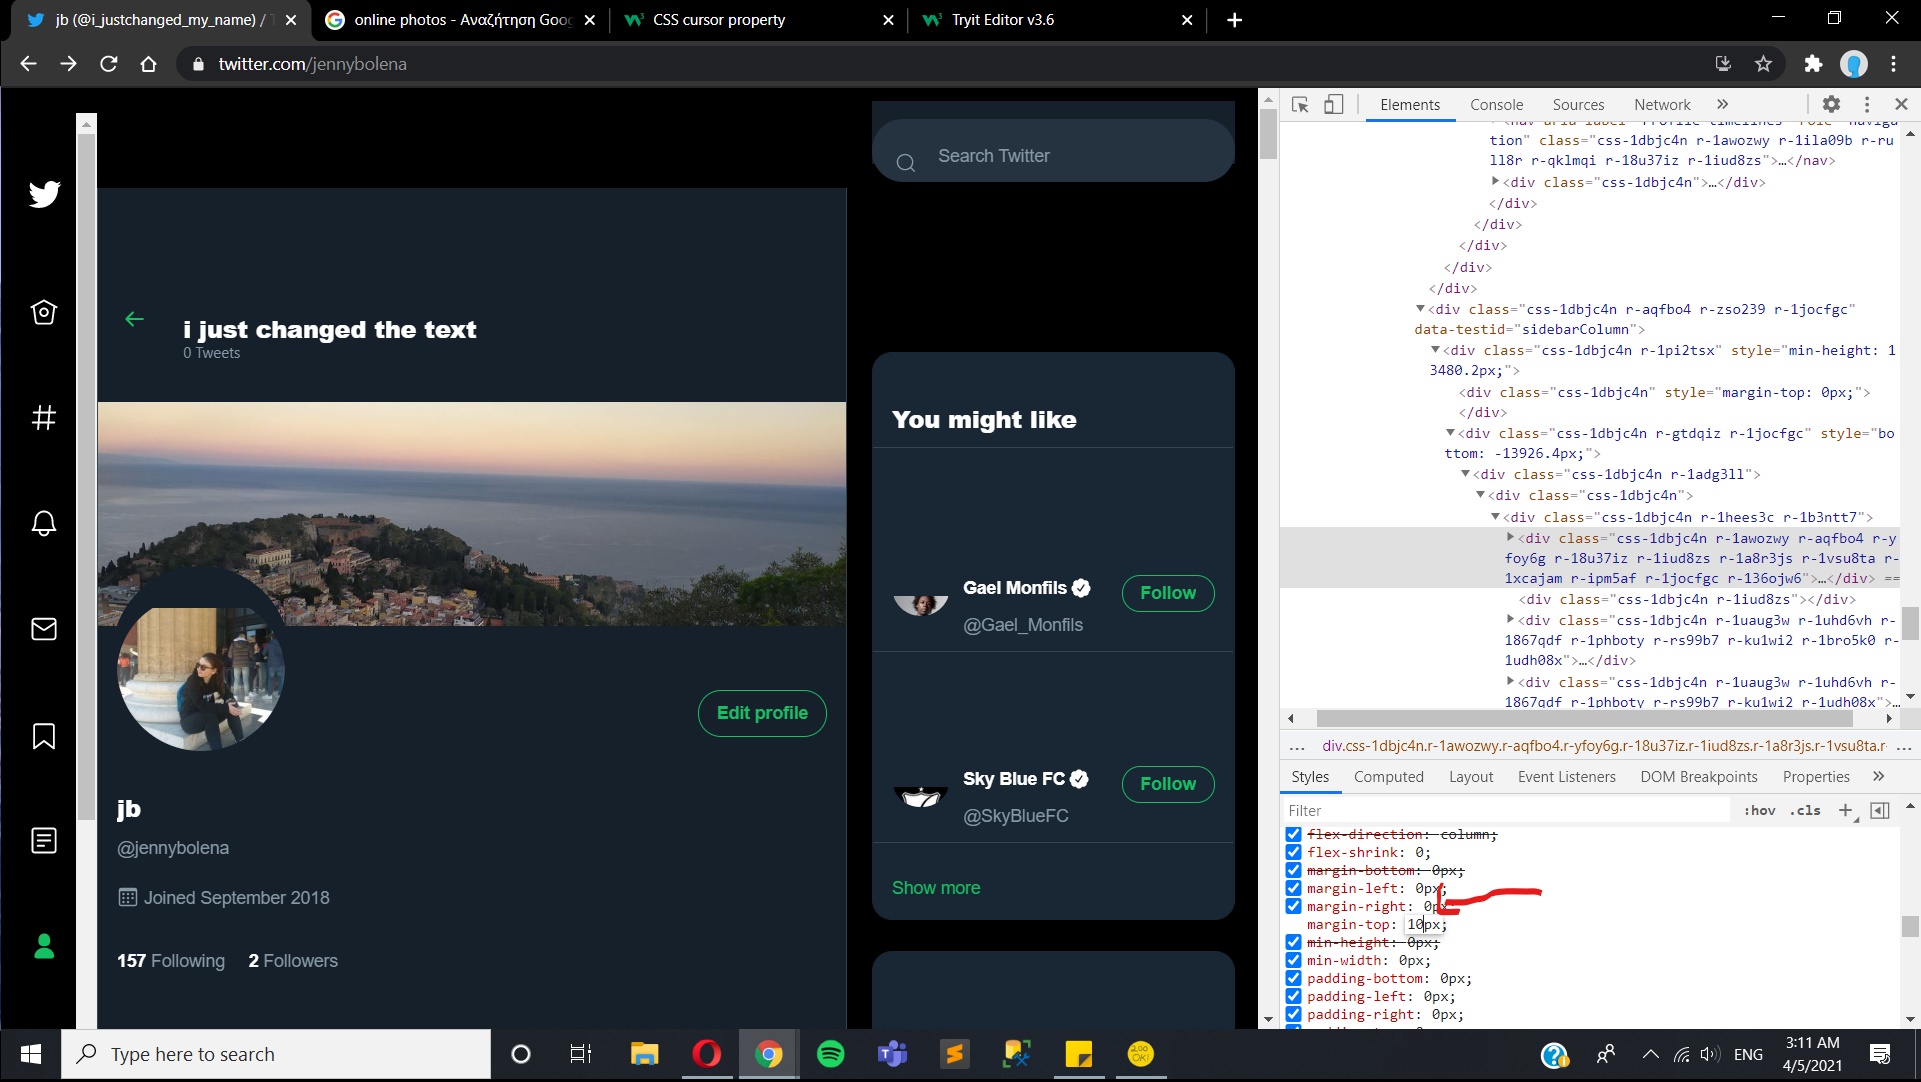 jb (@i_justchanged_my_name) / T
online photos - Αναζήτηση Goo
CSS cursor property
Tryit Editor v3.6
twitter.com/jennybolena
Search Twitter
i just changed the text
0 Tweets
You might like
Gael Monfils
@Gael_Monfils
Follow
Sky Blue FC
@SkyBlueFC
Follow
Show more
Edit profile
jb
@jennybolena
Joined September 2018
157 Following 2 Followers
Elements Console Sources Network »
<nav aria-label="Profile timelines" role="naviga
tion" class="css-1dbjc4n r-1awozwy r-1ila09b r-ru
ll8r r-qklmqi r-18u37iz r-1iud8zs">…</nav>
<div class="css-1dbjc4n">…</div>
</div>
</div>
</div>
</div>
</div>
<div class="css-1dbjc4n r-aqfbo4 r-zso239 r-1jocfgc"
data-testid="sidebarColumn">
<div class="css-1dbjc4n r-1pi2tsx" style="min-height: 1
3480.2px;">
<div class="css-1dbjc4n" style="margin-top: 0px;">
</div>
<div class="css-1dbjc4n r-gtdqiz r-1jocfgc" style="bo
ttom: -13926.4px;">
<div class="css-1dbjc4n r-1adg3ll">
<div class="css-1dbjc4n">
<div class="css-1dbjc4n r-1hees3c r-1b3ntt7">
<div class="css-1dbjc4n r-1awozwy r-aqfbo4 r-y
foy6g r-18u37iz r-1iud8zs r-1a8r3js r-1vsu8ta r-
1xcajam r-ipm5af r-1jocfgc r-136ojw6">…</div> ==
<div class="css-1dbjc4n r-1iud8zs"></div>
<div class="css-1dbjc4n r-1uaug3w r-1uhd6vh r-
1867qdf r-1phboty r-rs99b7 r-ku1wi2 r-1bro5k0 r-
1udh08x">…</div>
<div class="css-1dbjc4n r-1uaug3w r-1uhd6vh r-
1867qdf r-1phboty r-rs99b7 r-ku1wi2 r-1udh08x">…
... div.css-1dbjc4n.r-1awozwy.r-aqfbo4.r-yfoy6g.r-18u37iz.r-1iud8zs.r-1a8r3js.r-1vsu8ta.r- ...
Styles Computed Layout Event Listeners DOM Breakpoints Properties »
Filter :hov .cls +
flex-direction: column;
flex-shrink: 0;
margin-bottom: 0px;
margin-left: 0px;
margin-right: 0px
margin-top: 10px;
min-height: 0px;
min-width: 0px;
padding-bottom: 0px;
padding-left: 0px;
padding-right: 0px;
Type here to search
ENG
3:11 AM
4/5/2021